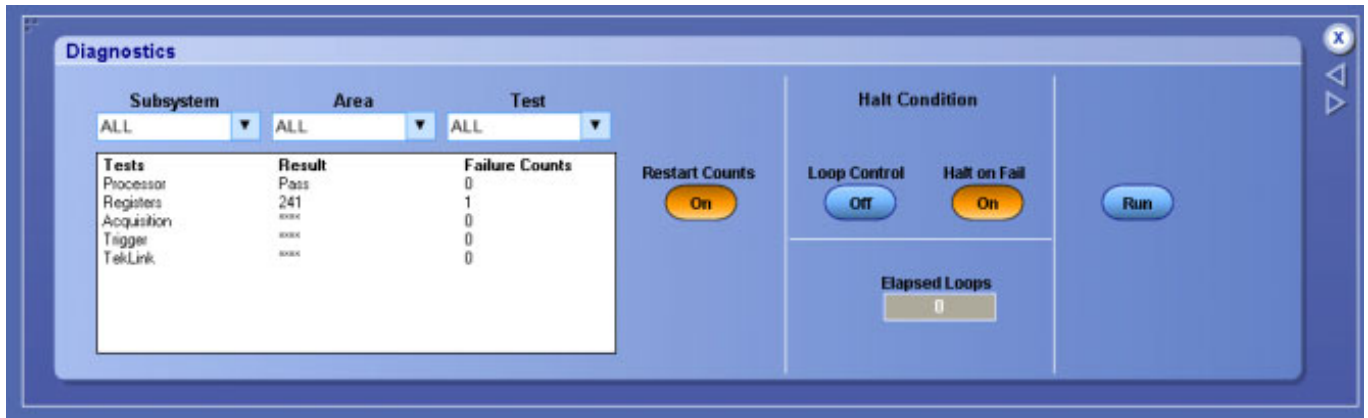 X
Diagnostics
Subsystem Area Test
ALL ALL ALL
Tests Result Failure Counts
Processor Pass 0
Registers 241 1
Acquisition **** 0
Trigger **** 0
TekLink **** 0
Restart Counts
On
Halt Condition
Loop Control Halt on Fail
Off On
Elapsed Loops
0
Run